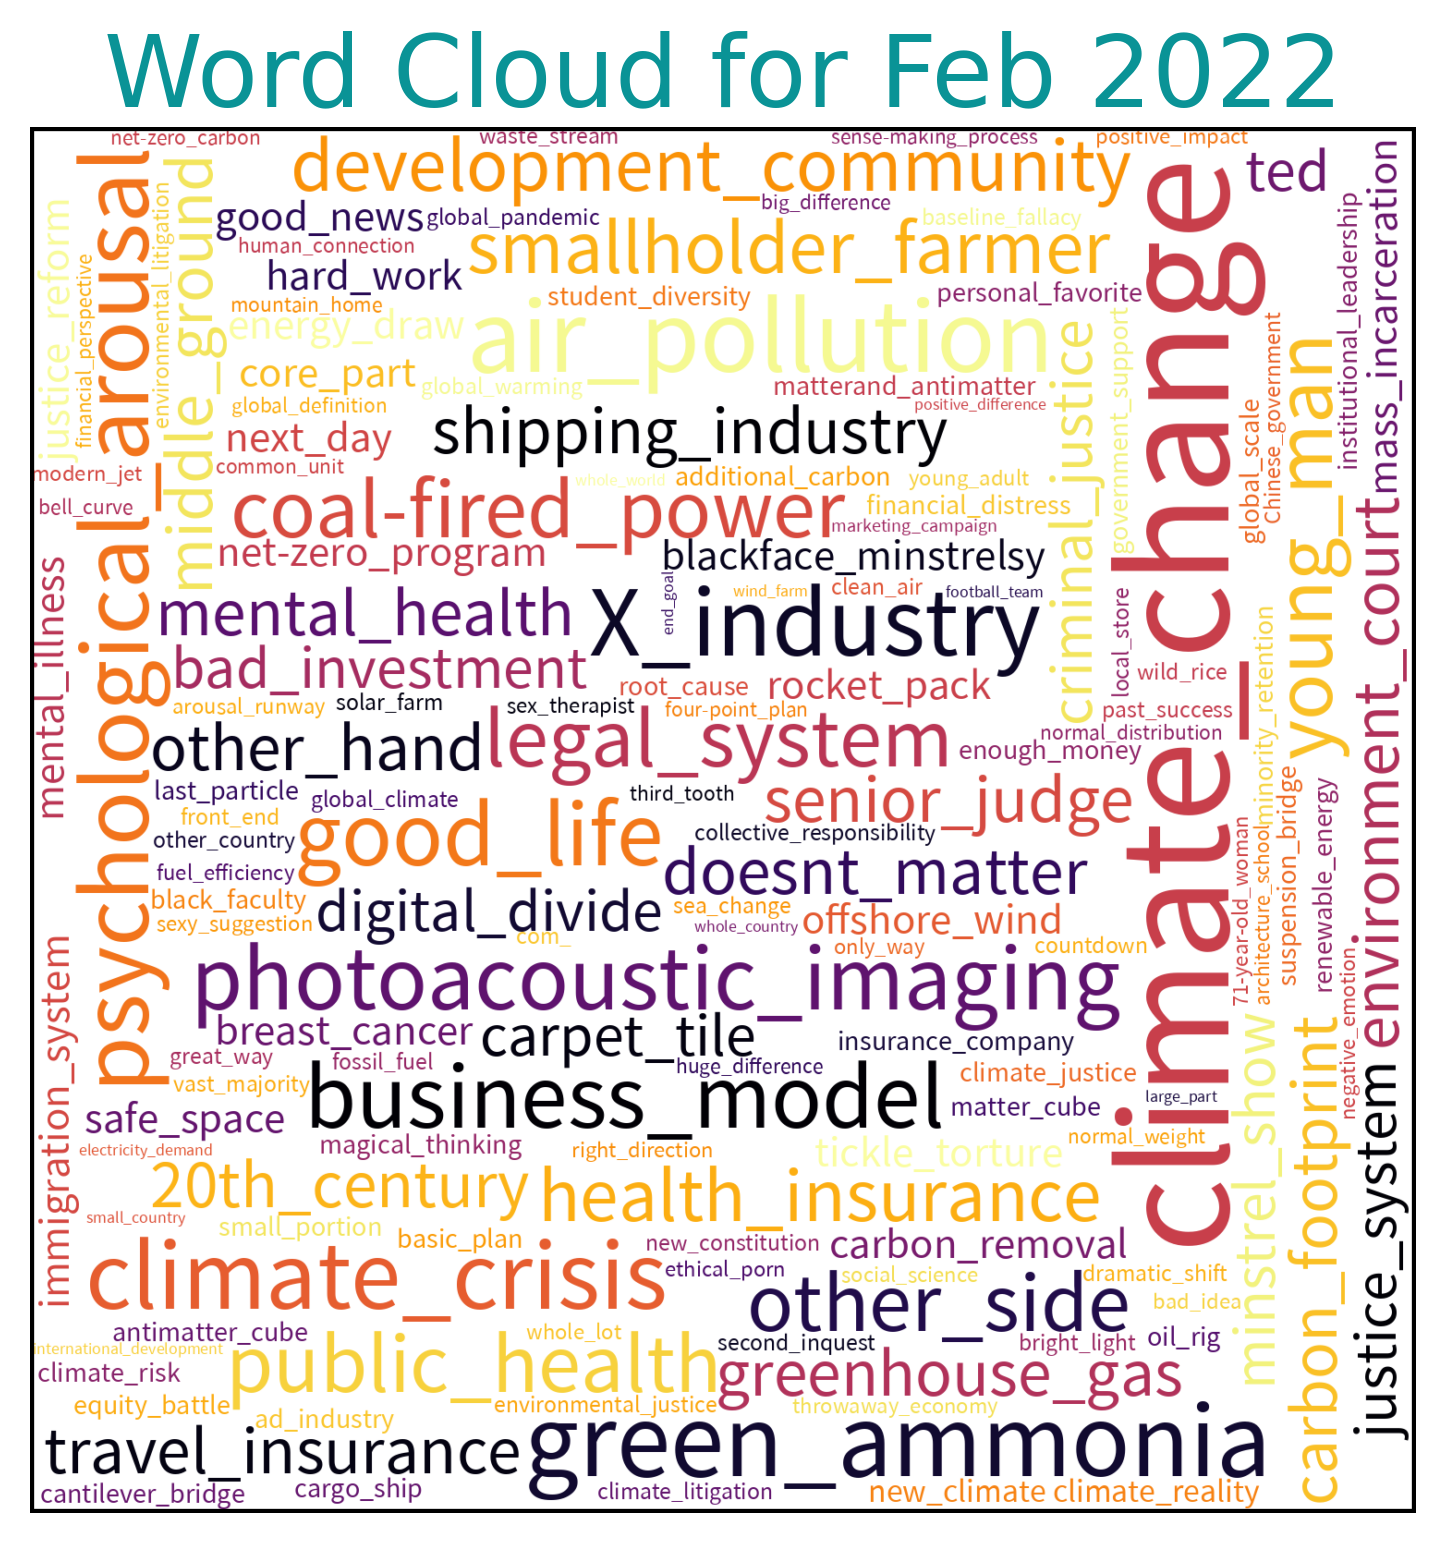 Word Cloud for Feb 2022
net-zero_carbon
waste_stream
sense-making_process
positive_impact
development_community
ted
psychological_arousal
middle_ground
environmental_litigation
justice_reform
financial_perspective
good_news
global_pandemic
big_difference
baseline_fallacy
human_connection
smallholder_farmer
hard_work
mountain_home
student_diversity
personal_favorite
energy_draw
air_pollution
climate_change
mass_incarceration
institutional_leadership
core_part
global_warming
matterand_antimatter
global_definition
positive_difference
criminal_justice
government_support
Chinese_government
global_scale
young_man
next_day
shipping_industry
modern_jet
common_unit
whole_world
additional_carbon
young_adult
bell_curve
coal-fired_power
financial_distress
marketing_campaign
environment_court
net-zero_program
blackface_minstrelsy
mental_illness
mental_health
X_industry
end_goal
wind_farm
clean_air
football_team
local_store
bad_investment
root_cause
rocket_pack
wild_rice
minority_retention
arousal_runway
solar_farm
sex_therapist
four-point_plan
past_success
other_hand
legal_system
normal_distribution
enough_money
last_particle
global_climate
third_tooth
senior_judge
suspension_bridge
renewable_energy
front_end
good_life
other_country
collective_responsibility
71-year-old_woman
architecture_school
fuel_efficiency
doesnt_matter
black_faculty
digital_divide
sea_change
offshore_wind
sexy_suggestion
com_
whole_country
only_way
countdown
immigration_system
photoacoustic_imaging
negative_emotion
breast_cancer
carpet_tile
insurance_company
minstrel_show
carbon_footprint
great_way
fossil_fuel
huge_difference
climate_justice
vast_majority
business_model
large_part
matter_cube
justice_system
safe_space
electricity_demand
magical_thinking
right_direction
tickle_torture
normal_weight
20th_century
health_insurance
small_country
small_portion
basic_plan
new_constitution
carbon_removal
climate_crisis
ethical_porn
social_science
dramatic_shift
other_side
bad_idea
antimatter_cube
whole_lot
second_inquest
bright_light
oil_rig
international_development
public_health
climate_risk
greenhouse_gas
equity_battle
ad_industry
environmental_justice
throwaway_economy
travel_insurance
green_ammonia
cantilever_bridge
cargo_ship
climate_litigation
new_climate
climate_reality